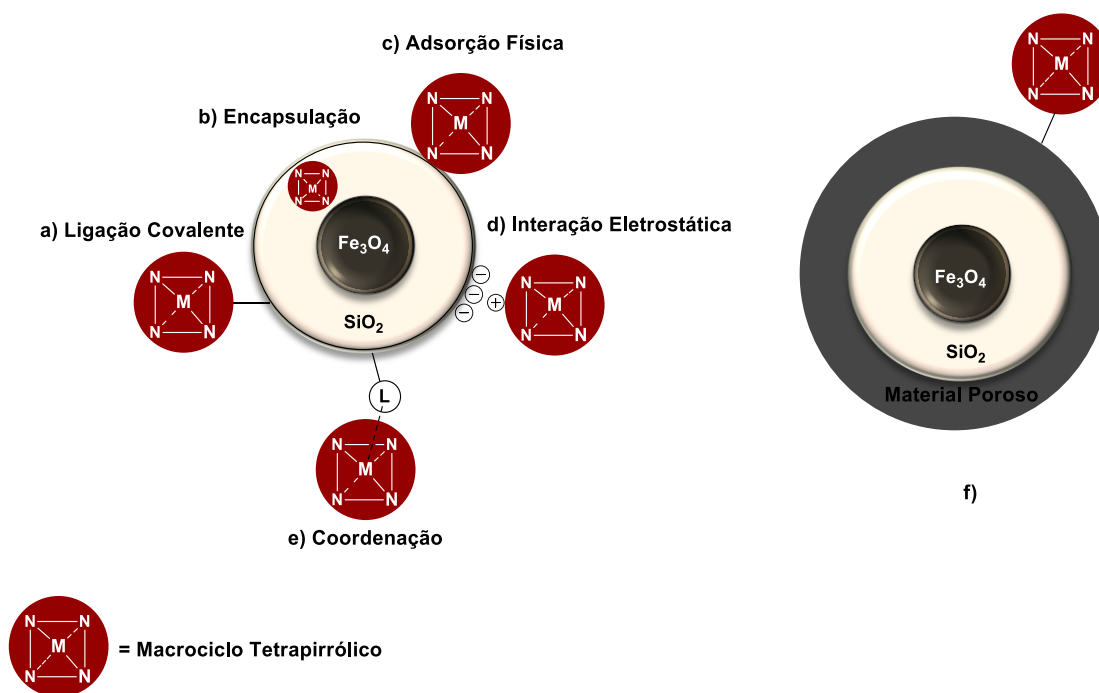 c) Adsorção Física
N N
M
N N
b) Encapsulação
N N
M
N N
a) Ligação Covalente
N N
M
N N
Fe₃O₄
SiO₂
d) Interação Eletrostática
− − − +
N N
M
N N
L
N N
M
N N
e) Coordenação
N N
M
N N
Fe₃O₄
SiO₂
Material Poroso
f)
N N
M
N N
= Macrociclo Tetrapirrólico